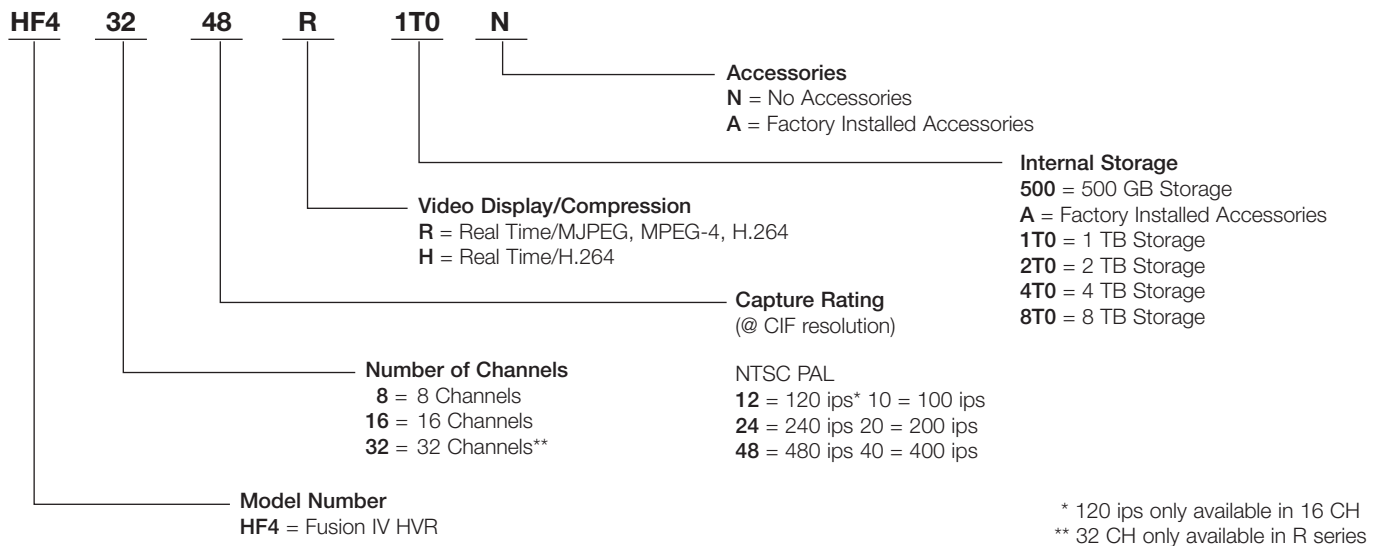 HF4 32 48 R 1T0 N
Accessories
N = No Accessories
A = Factory Installed Accessories
Internal Storage
500 = 500 GB Storage
A = Factory Installed Accessories
1T0 = 1 TB Storage
2T0 = 2 TB Storage
4T0 = 4 TB Storage
8T0 = 8 TB Storage
Video Display/Compression
R = Real Time/MJPEG, MPEG-4, H.264
H = Real Time/H.264
Capture Rating
(@ CIF resolution)
NTSC PAL
12 = 120 ips* 10 = 100 ips
24 = 240 ips 20 = 200 ips
48 = 480 ips 40 = 400 ips
Number of Channels
8 = 8 Channels
16 = 16 Channels
32 = 32 Channels**
Model Number
HF4 = Fusion IV HVR
* 120 ips only available in 16 CH
** 32 CH only available in R series